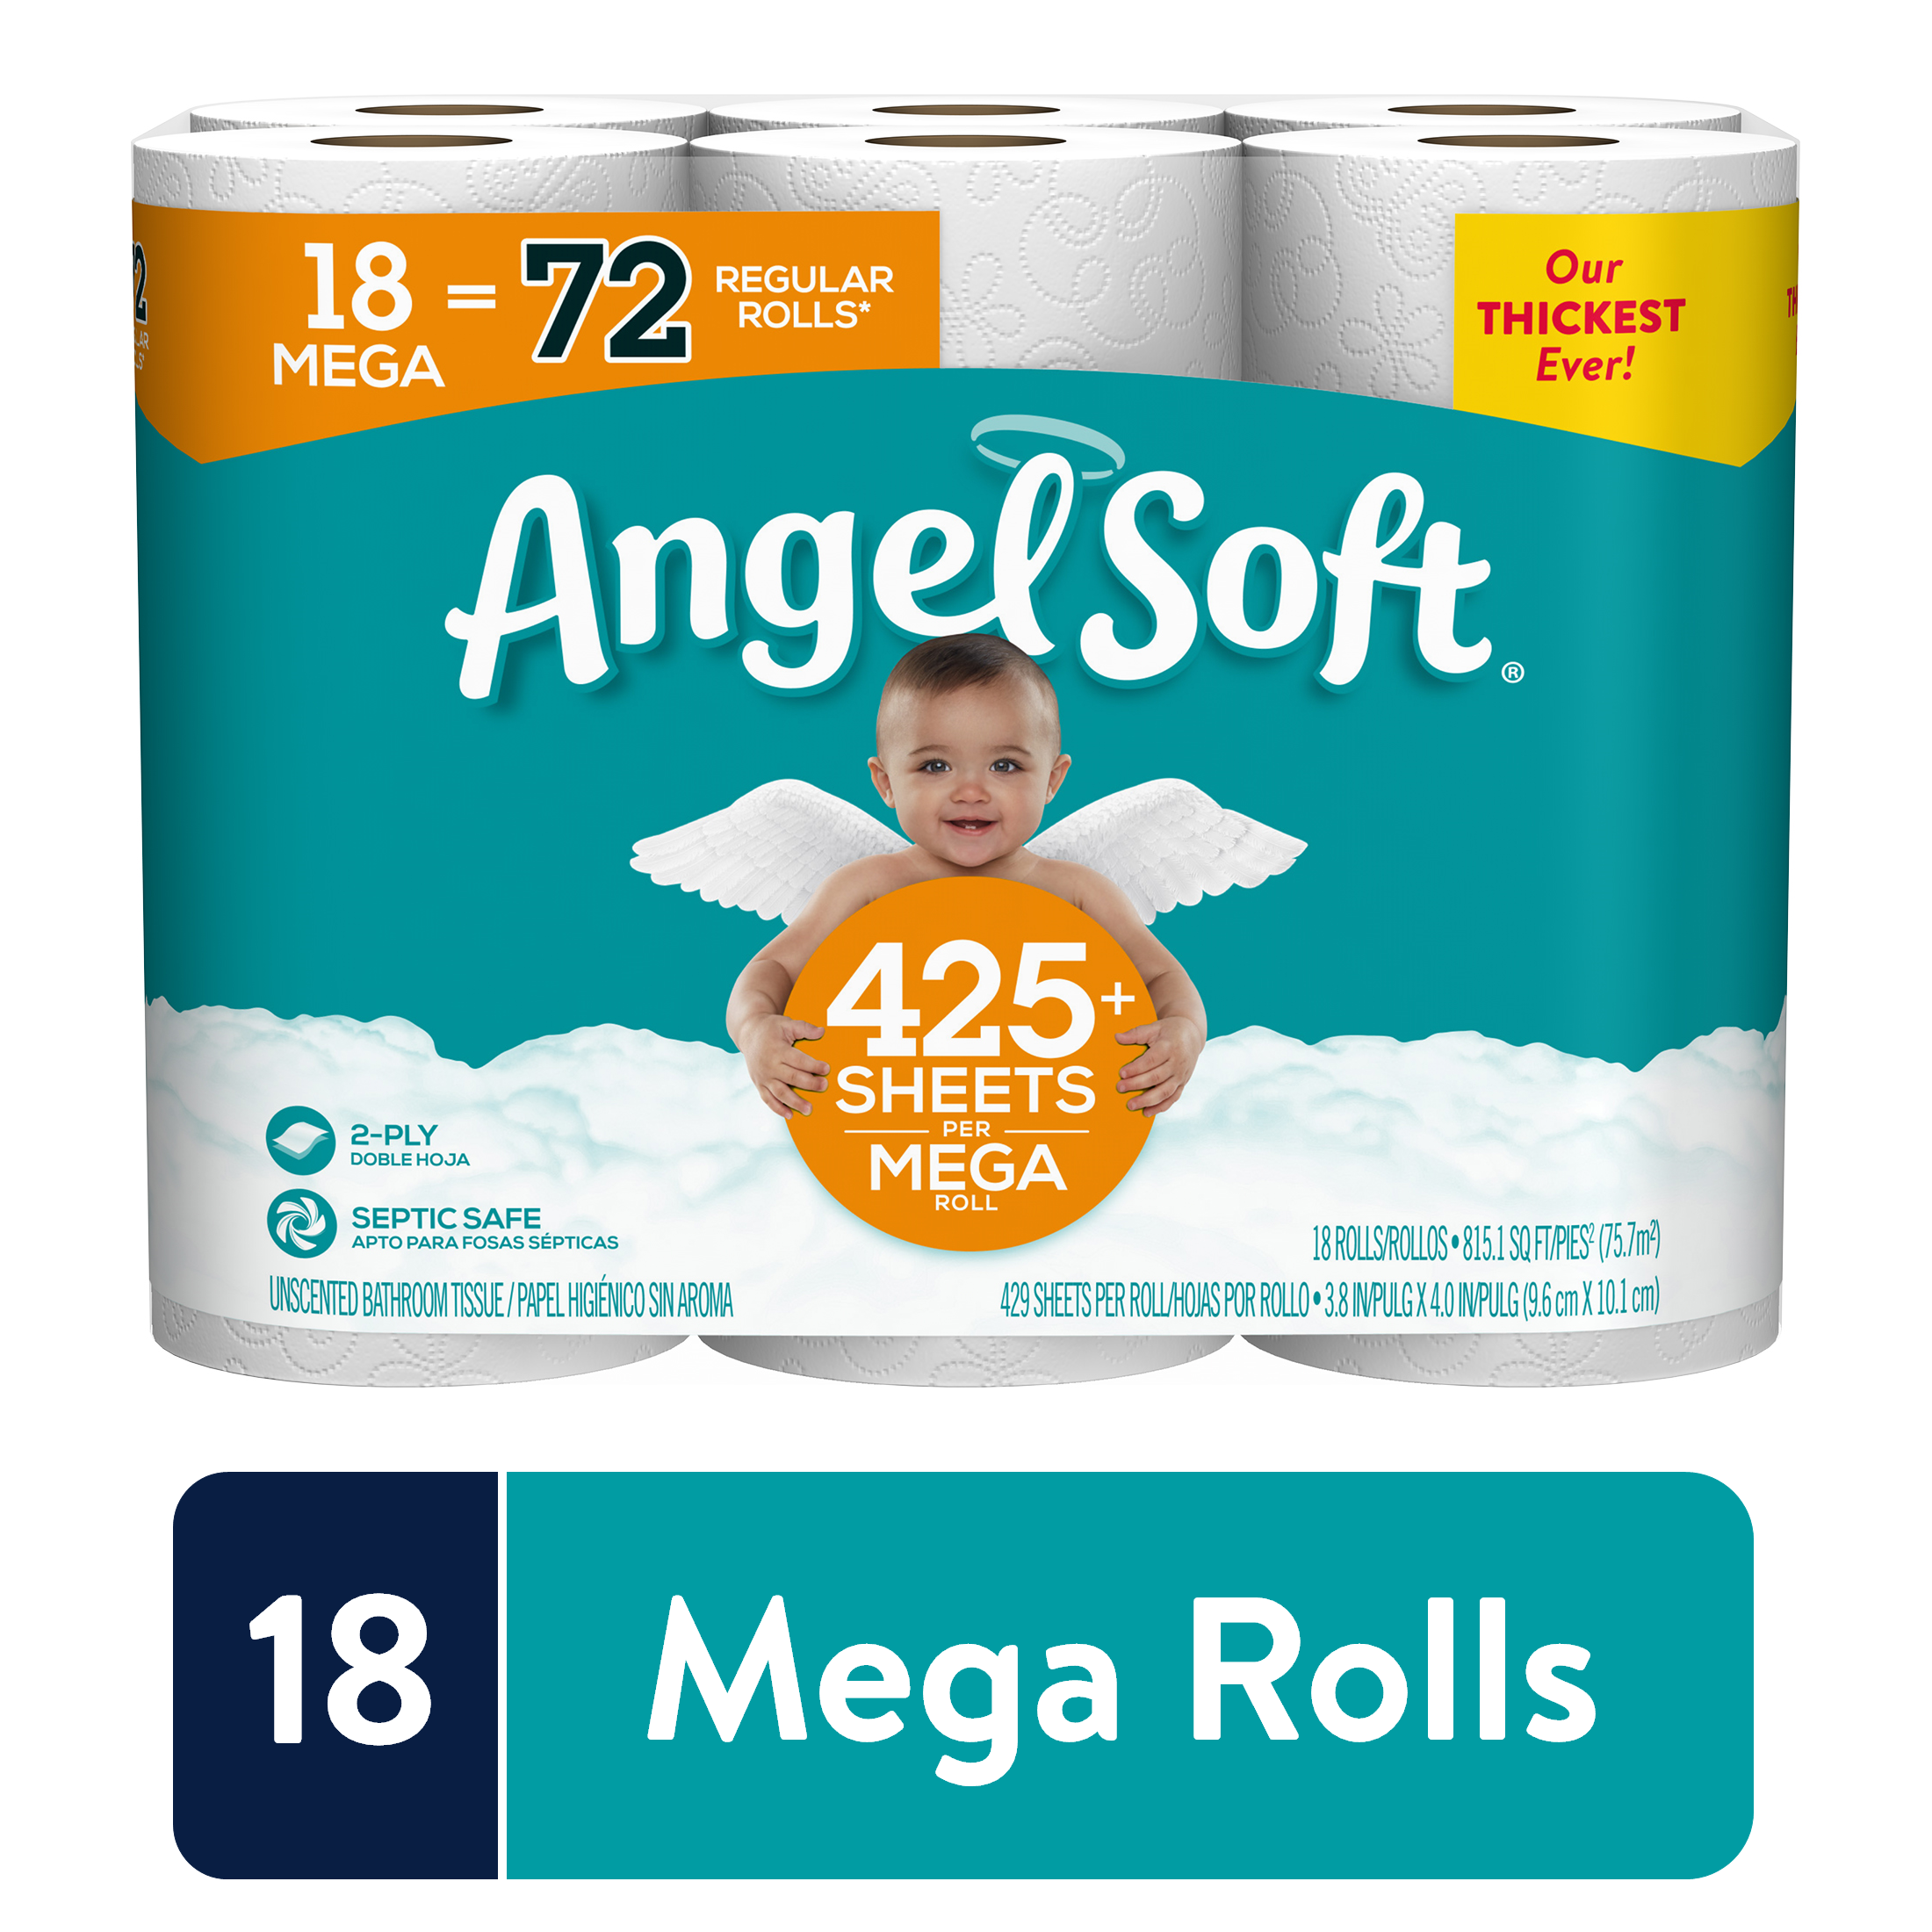 18 MEGA = 72 REGULAR ROLLS*
Our
THICKEST
Ever!
Angel Soft®
425+
SHEETS
PER
MEGA
ROLL
2-PLY
DOBLE HOJA
SEPTIC SAFE
APTO PARA FOSAS SÉPTICAS
UNSCENTED BATHROOM TISSUE / PAPEL HIGIÉNICO SIN AROMA
18 ROLLS/ROLLOS • 815.1 SQ FT/PIES² (75.7m²)
429 SHEETS PER ROLL/HOJAS POR ROLLO • 3.8 IN/PULG X 4.0 IN/PULG (9.6 cm X 10.1 cm)
18 Mega Rolls